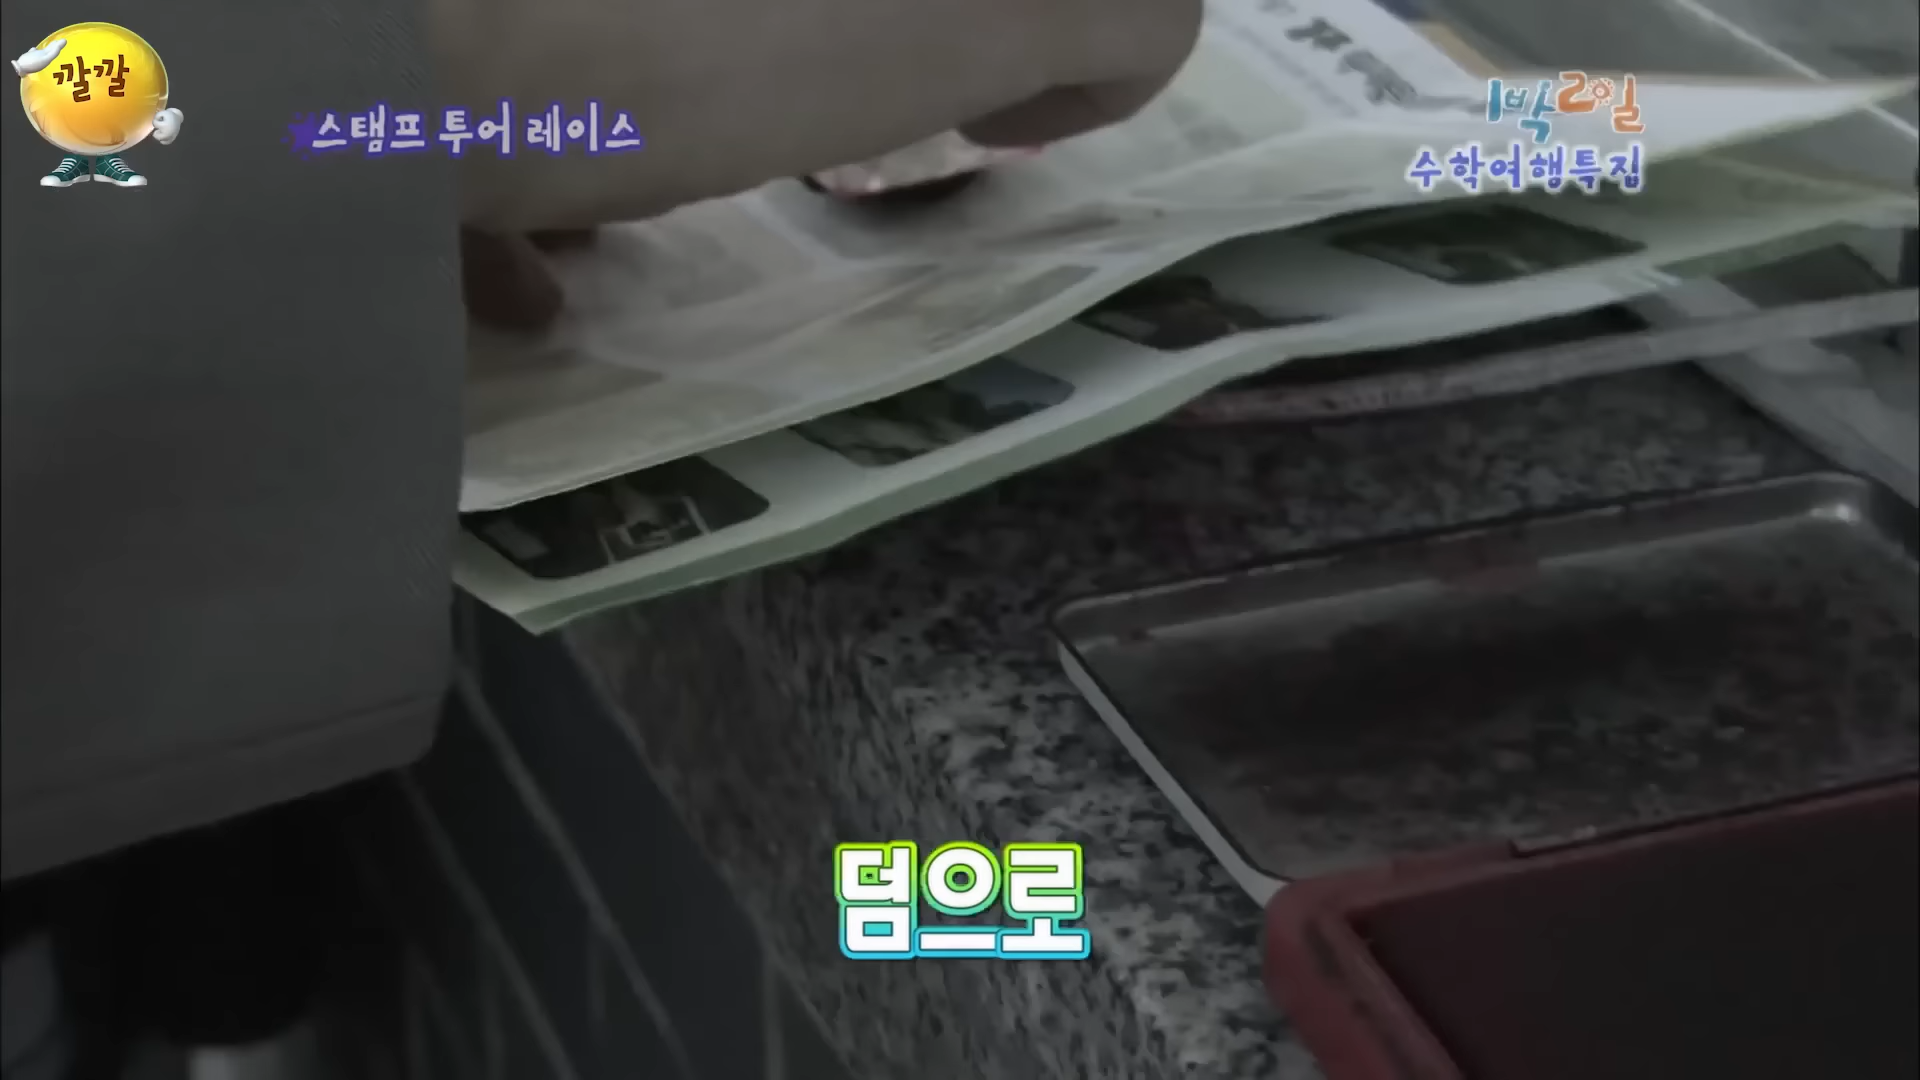 깔깔
스탬프 투어 레이스
1박2일
수학여행특집
덤으로